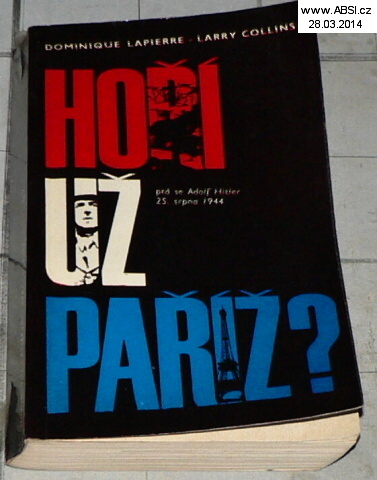 www.ABSI.cz
28.03.2014
DOMINIQUE LAPIERRE - LARRY COLLINS
HOŘÍ
UŽ
ptá se Adolf Hitler
25. srpna 1944
PAŘÍŽ?